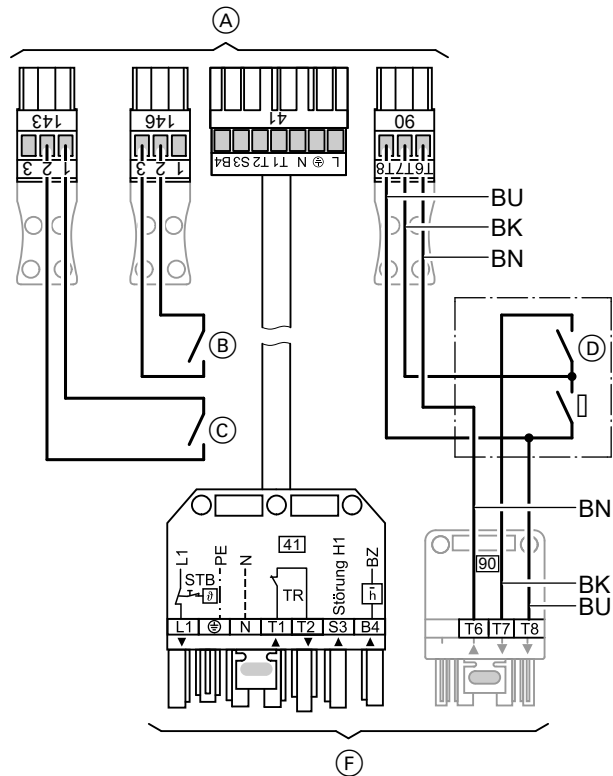 A
143
146
41
90
3 2 1
3 2 1
B4 S3 T2 T1 N L
T8 T7 T6
BU
BK
BN
B
C
D
BN
BK
BU
L1
STB
ϑ
PE
N
41
TR
Störung H1
BZ
h
L1 N T1 T2 S3 B4
90
T6 T7 T8
F